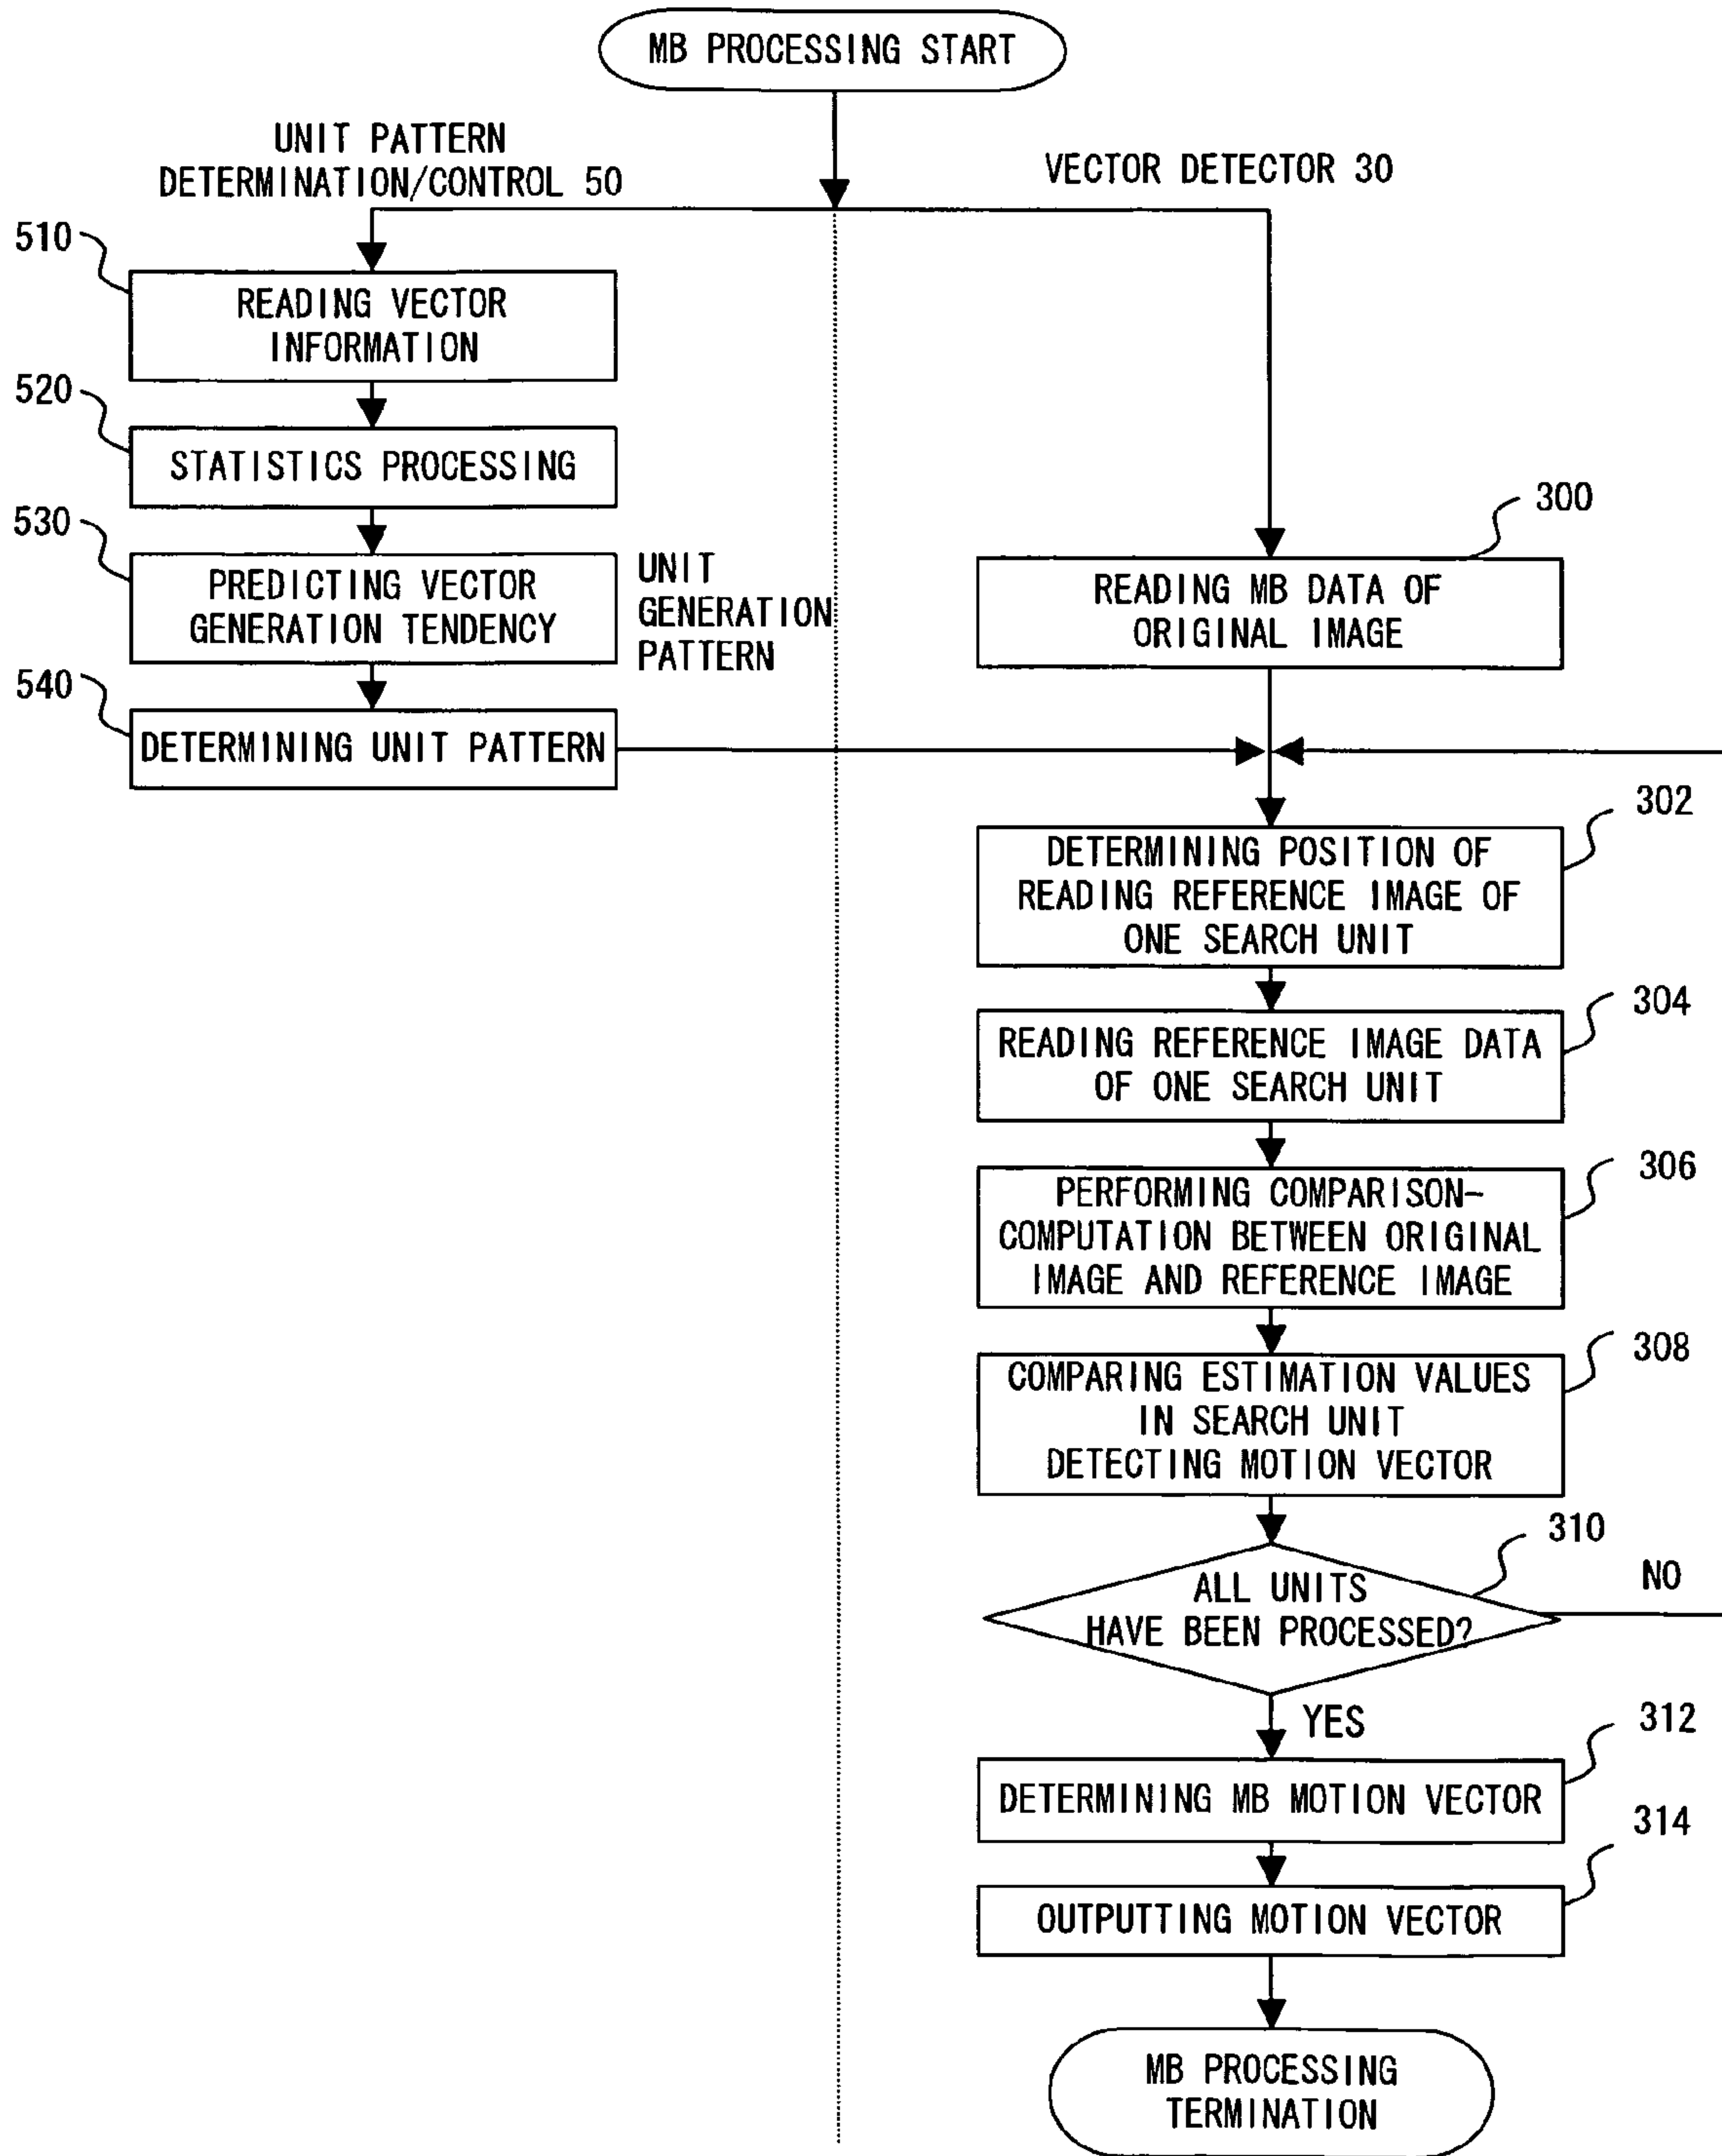 MB PROCESSING START
UNIT PATTERN
DETERMINATION/CONTROL 50
VECTOR DETECTOR 30
510
READING VECTOR
INFORMATION
520
STATISTICS PROCESSING
530
PREDICTING VECTOR
GENERATION TENDENCY
UNIT
GENERATION
PATTERN
540
DETERMINING UNIT PATTERN
300
READING MB DATA OF
ORIGINAL IMAGE
302
DETERMINING POSITION OF
READING REFERENCE IMAGE OF
ONE SEARCH UNIT
304
READING REFERENCE IMAGE DATA
OF ONE SEARCH UNIT
306
PERFORMING COMPARISON-
COMPUTATION BETWEEN ORIGINAL
IMAGE AND REFERENCE IMAGE
308
COMPARING ESTIMATION VALUES
IN SEARCH UNIT
DETECTING MOTION VECTOR
310
ALL UNITS
HAVE BEEN PROCESSED?
NO
YES
312
DETERMINING MB MOTION VECTOR
314
OUTPUTTING MOTION VECTOR
MB PROCESSING
TERMINATION